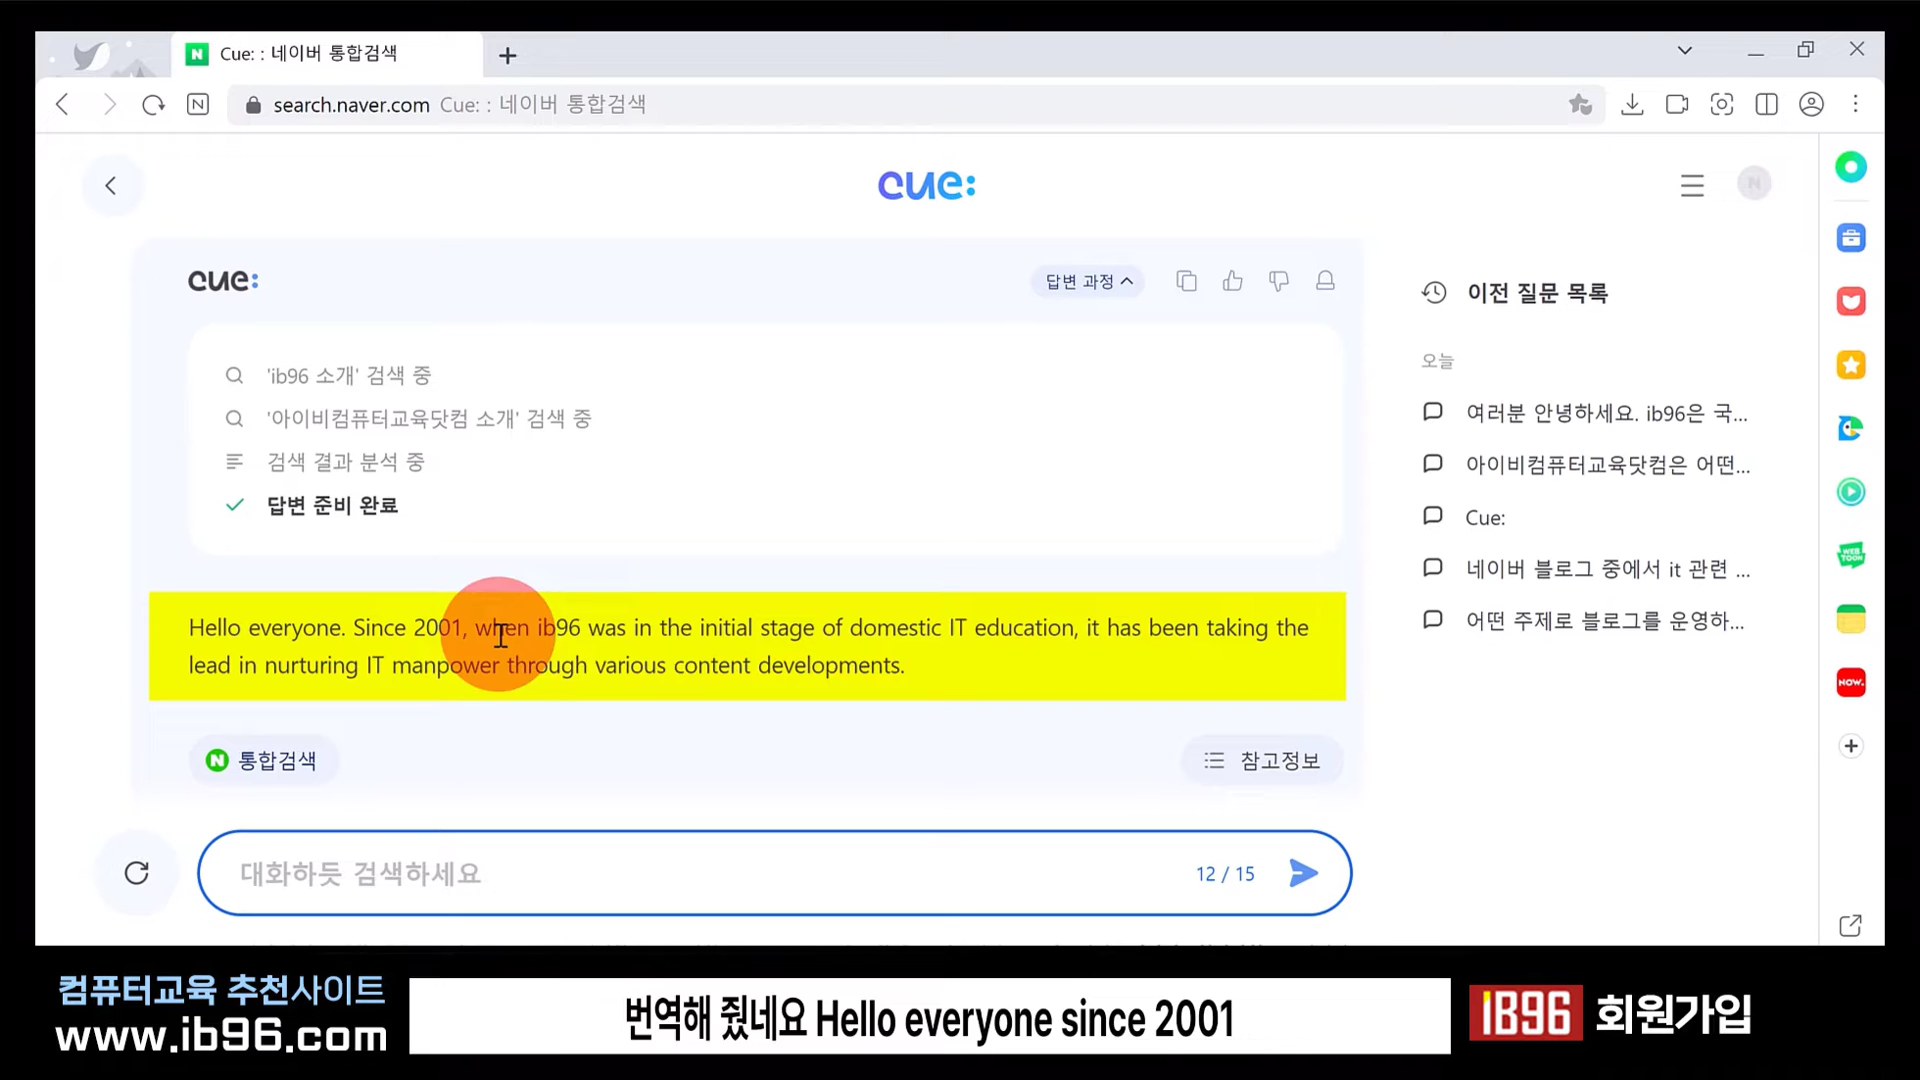 Cue: : 네이버 통합검색
search.naver.com Cue: : 네이버 통합검색
cue:
cue:
답변 과정
'ib96 소개' 검색 중
'아이비컴퓨터교육닷컴 소개' 검색 중
검색 결과 분석 중
답변 준비 완료
Hello everyone. Since 2001, when ib96 was in the initial stage of domestic IT education, it has been taking the
lead in nurturing IT manpower through various content developments.
통합검색
참고정보
대화하듯 검색하세요
12 / 15
이전 질문 목록
오늘
여러분 안녕하세요. ib96은 국...
아이비컴퓨터교육닷컴은 어떤...
Cue:
네이버 블로그 중에서 it 관련 ...
어떤 주제로 블로그를 운영하...
WEB
TOON
NOW.
컴퓨터교육 추천사이트
www.ib96.com
번역해 줬네요 Hello everyone since 2001
IB96 회원가입